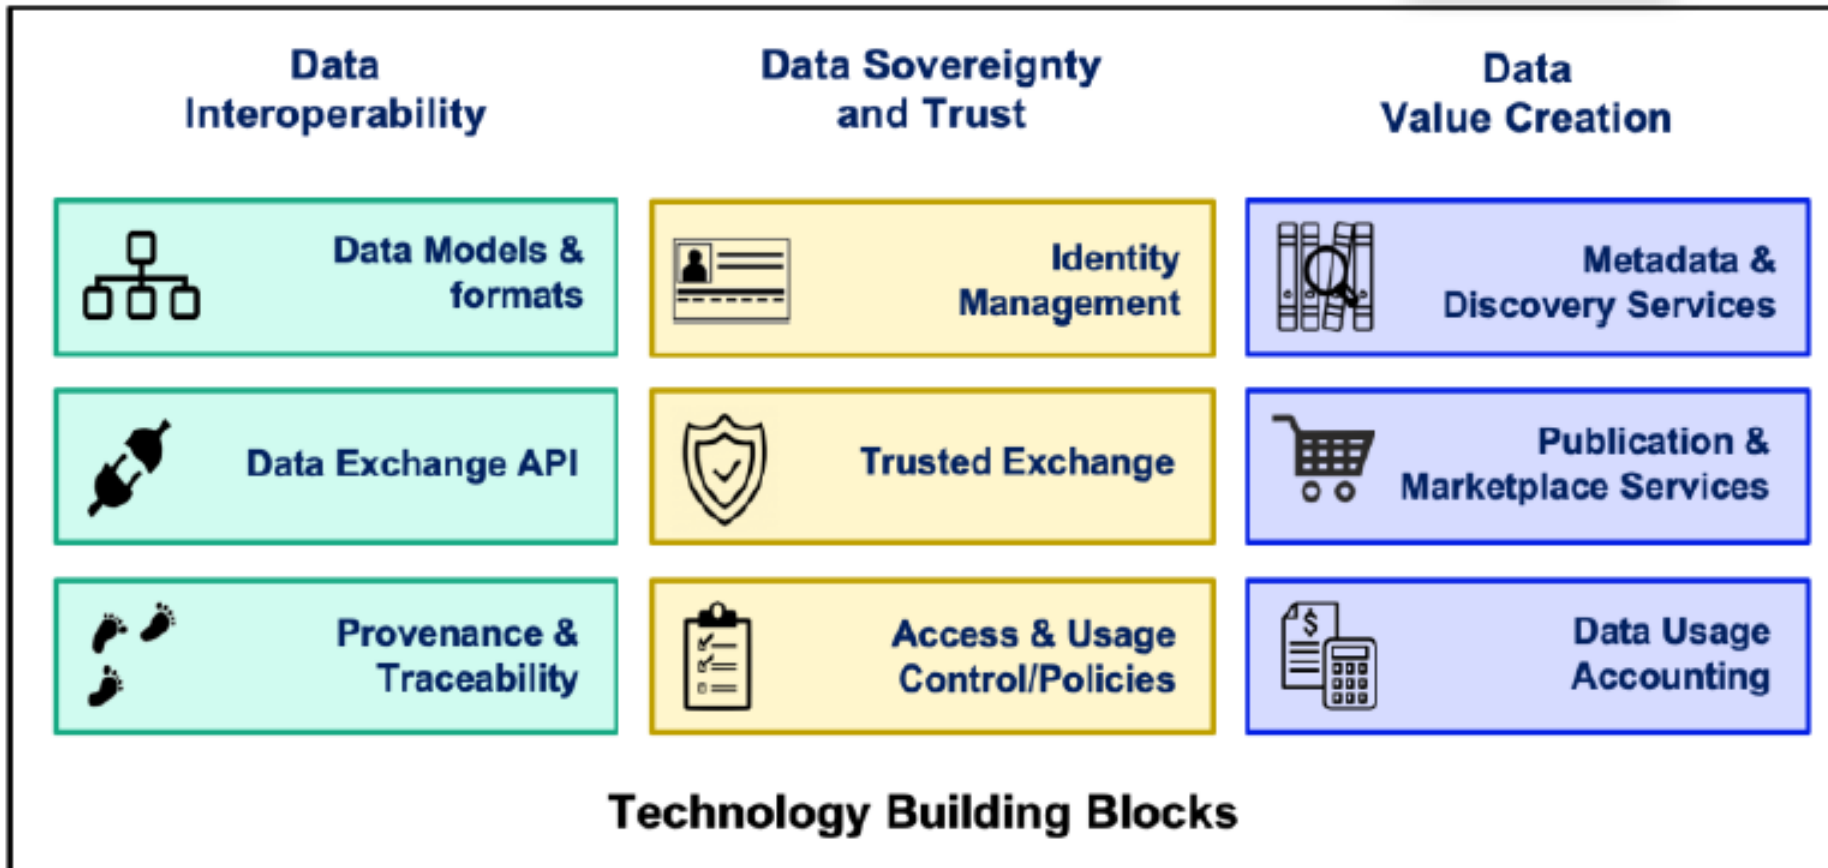 Data
Interoperability
Data Sovereignty
and Trust
Data
Value Creation
Data Models &
formats
Identity
Management
Metadata &
Discovery Services
Data Exchange API
Trusted Exchange
Publication &
Marketplace Services
Provenance &
Traceability
Access & Usage
Control/Policies
$
Data Usage
Accounting
Technology Building Blocks